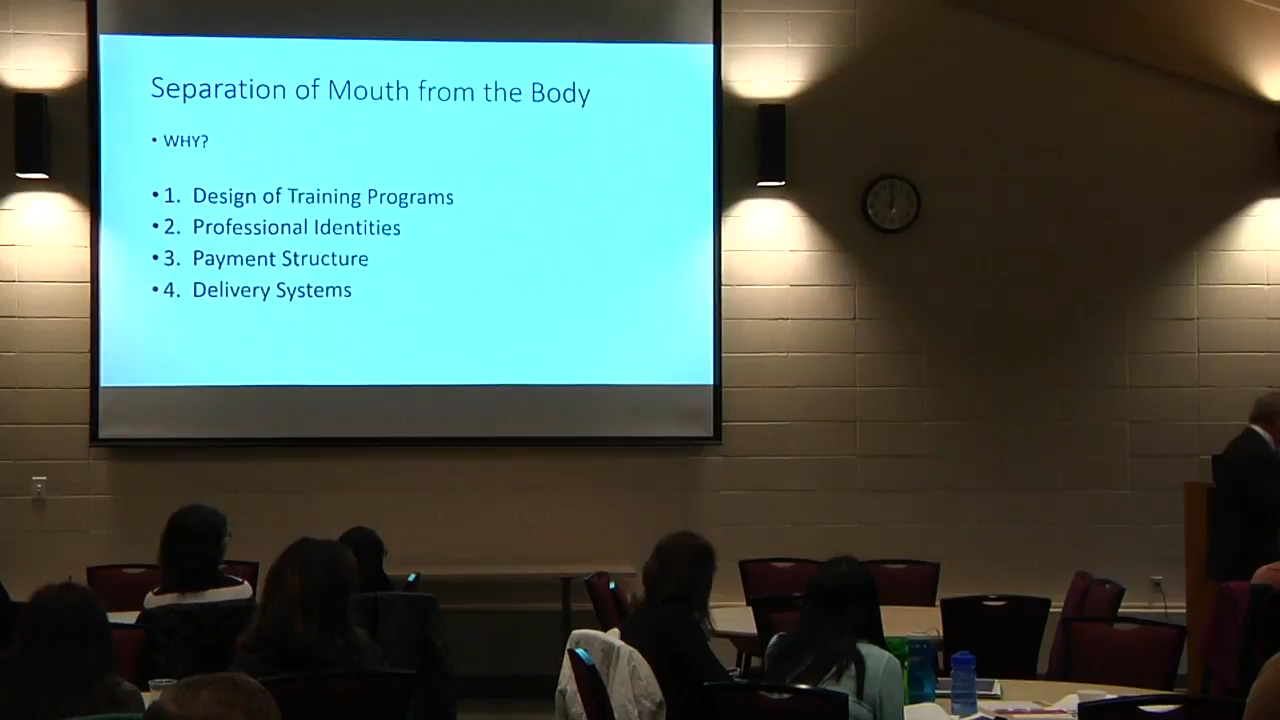 Separation of Mouth from the Body
• WHY?
• 1. Design of Training Programs
• 2. Professional Identities
• 3. Payment Structure
• 4. Delivery Systems